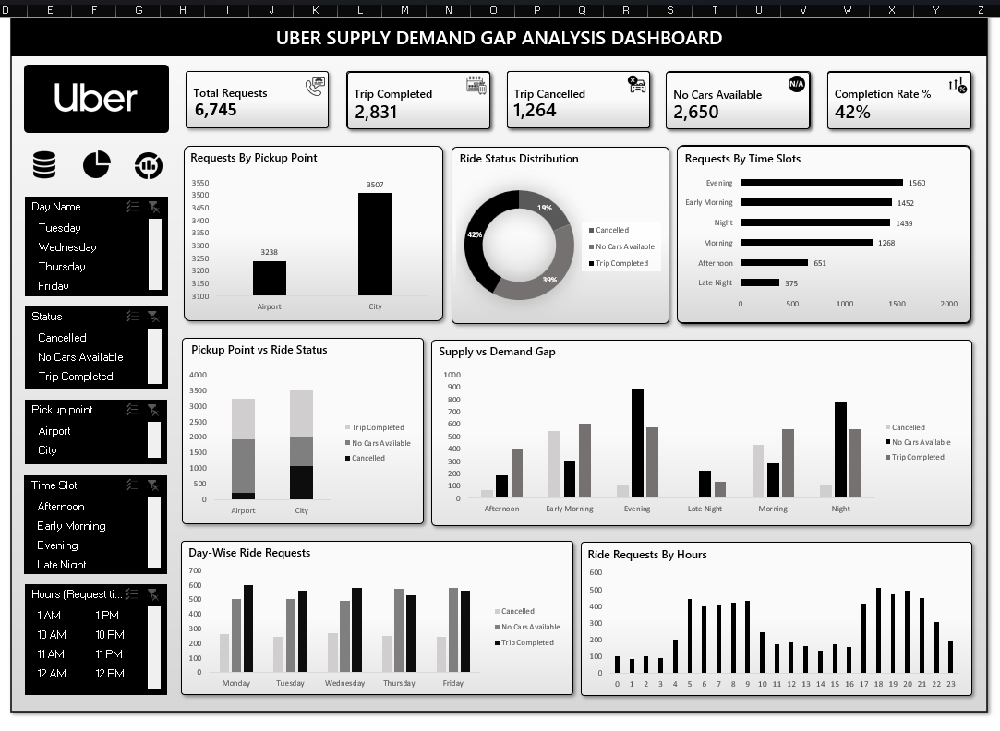 D E F G H I J K L M N O P Q R S T U V W X Y Z
UBER SUPPLY DEMAND GAP ANALYSIS DASHBOARD
Uber
Total Requests
6,745
Trip Completed
2,831
Trip Cancelled
1,264
No Cars Available
2,650
N/A
Completion Rate %
42%
Day Name
Tuesday
Wednesday
Thursday
Friday
Status
Cancelled
No Cars Available
Trip Completed
Pickup point
Airport
City
Time Slot
Afternoon
Early Morning
Evening
Late Night
Hours (Request ti...
1 AM 1 PM
10 AM 10 PM
11 AM 11 PM
12 AM 12 PM
Requests By Pickup Point
3550
3500
3450
3400
3350
3300
3250
3200
3150
3100
3238
3507
Airport City
Ride Status Distribution
19%
42%
39%
Cancelled
No Cars Available
Trip Completed
Requests By Time Slots
Evening 1560
Early Morning 1452
Night 1439
Morning 1268
Afternoon 651
Late Night 375
0 500 1000 1500 2000
Pickup Point vs Ride Status
4000
3500
3000
2500
2000
1500
1000
500
0
Airport City
Trip Completed
No Cars Available
Cancelled
Supply vs Demand Gap
1000
900
800
700
600
500
400
300
200
100
0
Afternoon Early Morning Evening Late Night Morning Night
Cancelled
No Cars Available
Trip Completed
Day-Wise Ride Requests
700
600
500
400
300
200
100
0
Monday Tuesday Wednesday Thursday Friday
Cancelled
No Cars Available
Trip Completed
Ride Requests By Hours
600
500
400
300
200
100
0
0 1 2 3 4 5 6 7 8 9 10 11 12 13 14 15 16 17 18 19 20 21 22 23